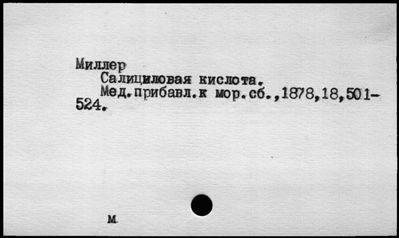 Миллер
Салициловая кислота.
Мед.прибавл.к мор.сб.,1878,18,501-
524.
м